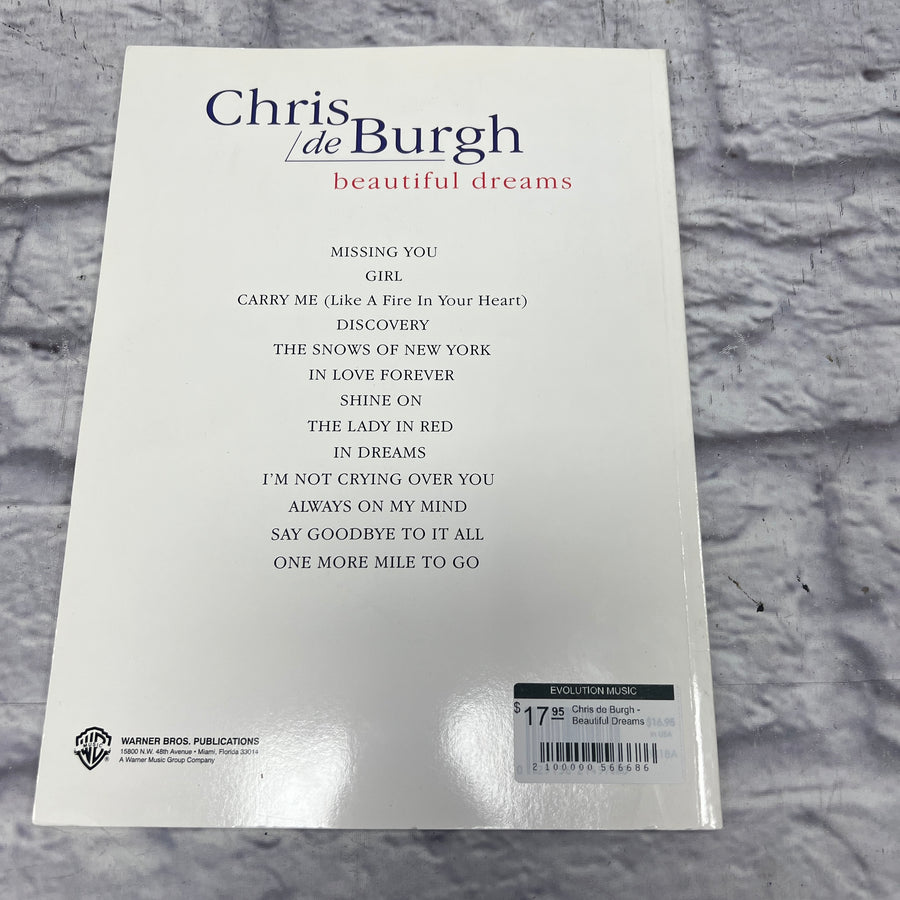 Chris
de Burgh
beautiful dreams
MISSING YOU
GIRL
CARRY ME (Like A Fire In Your Heart)
DISCOVERY
THE SNOWS OF NEW YORK
IN LOVE FOREVER
SHINE ON
THE LADY IN RED
IN DREAMS
I'M NOT CRYING OVER YOU
ALWAYS ON MY MIND
SAY GOODBYE TO IT ALL
ONE MORE MILE TO GO
WB
MUSIC
WARNER BROS. PUBLICATIONS
15800 N.W. 48th Avenue • Miami, Florida 33014
A Warner Music Group Company
EVOLUTION MUSIC
$17.95
Chris de Burgh -
Beautiful Dreams
$16.95
in USA
2 100000 566686